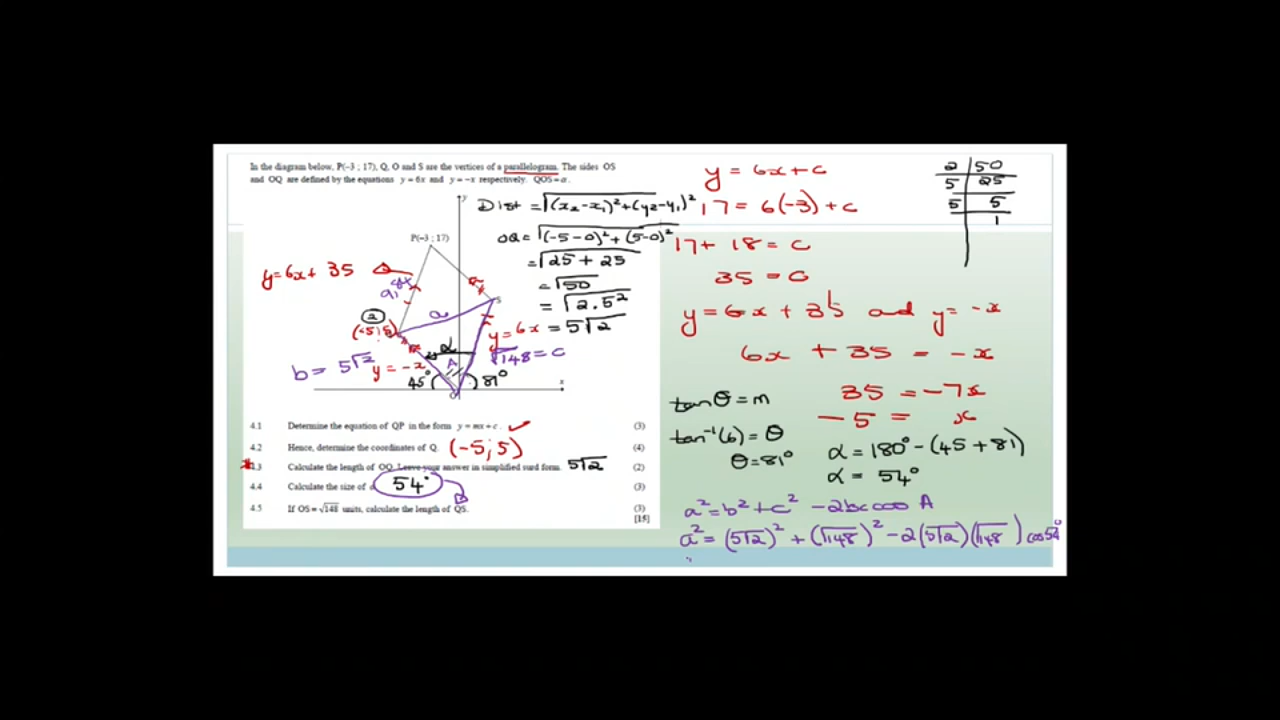 In the diagram below, P(−3 ; 17), Q, O and S are the vertices of a parallelogram. The sides OS
and OQ are defined by the equations y = 6x and y = −x respectively. QOS = α.
y
Dist = √(x₂−x₁)²+(y₂−y₁)²
P(−3 ; 17)
OQ = √(−5−0)² + (5−0)²
= √25 + 25
= √50
= √2.5²
= 5√2
y=6x+ 35
Q
S
a
(-5;5)
y = 6x
√148 = c
b = 5√2
y = −x
α
A
45°
81°
O
x
4.1 Determine the equation of QP in the form y = mx + c. (3)
4.2 Hence, determine the coordinates of Q. (−5;5) (4)
4.3 Calculate the length of OQ. Leave your answer in simplified surd form. 5√2 (2)
4.4 Calculate the size of 54° (3)
4.5 If OS = √148 units, calculate the length of QS. (3)
[15]
y = 6x + c
17 = 6(−3) + c
17 + 18 = c
35 = c
y = 6x + 35 and y = −x
6x + 35 = −x
35 = −7x
−5 = x
2 50
5 25
5 5
1
tan θ = m
tan⁻¹(6) = θ
θ = 81°
α = 180° − (45 + 81)
α = 54°
a² = b² + c² − 2bc cos A
a² = (5√2)² + (√148)² − 2(5√2)(√148) cos54°